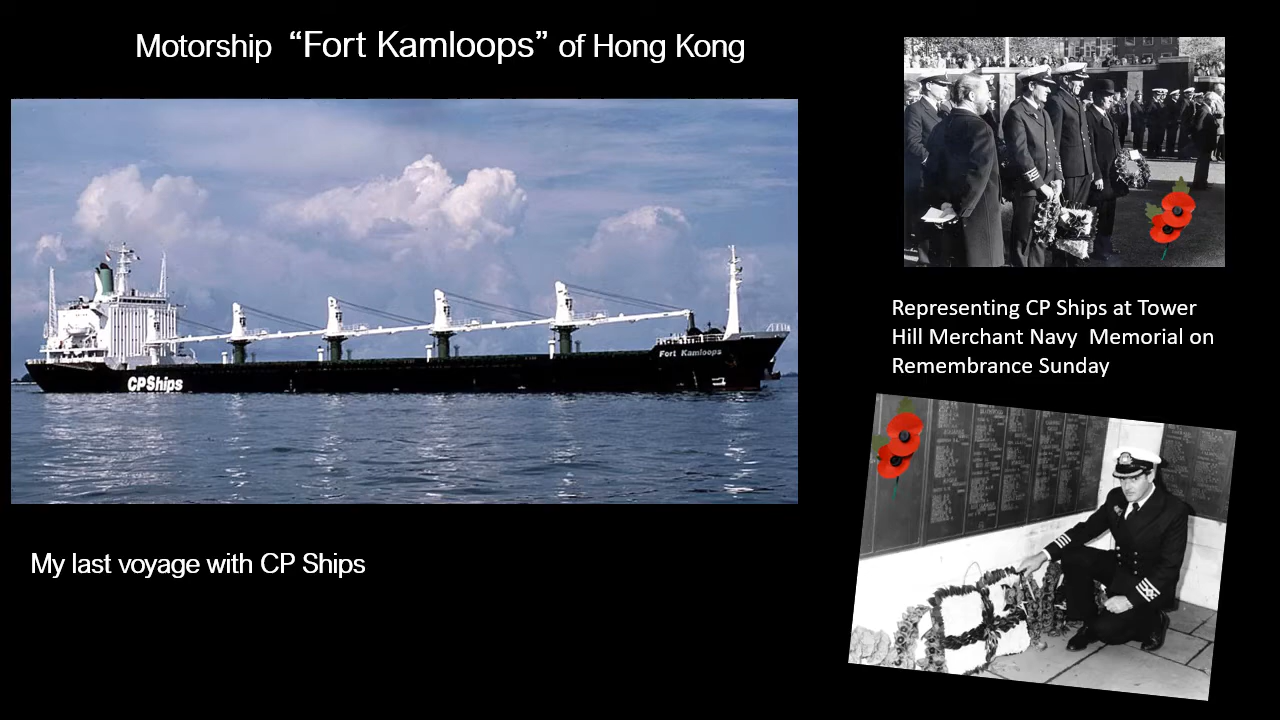 Motorship “Fort Kamloops” of Hong Kong
Fort Kamloops
CPShips
Representing CP Ships at Tower
Hill Merchant Navy Memorial on
Remembrance Sunday
My last voyage with CP Ships